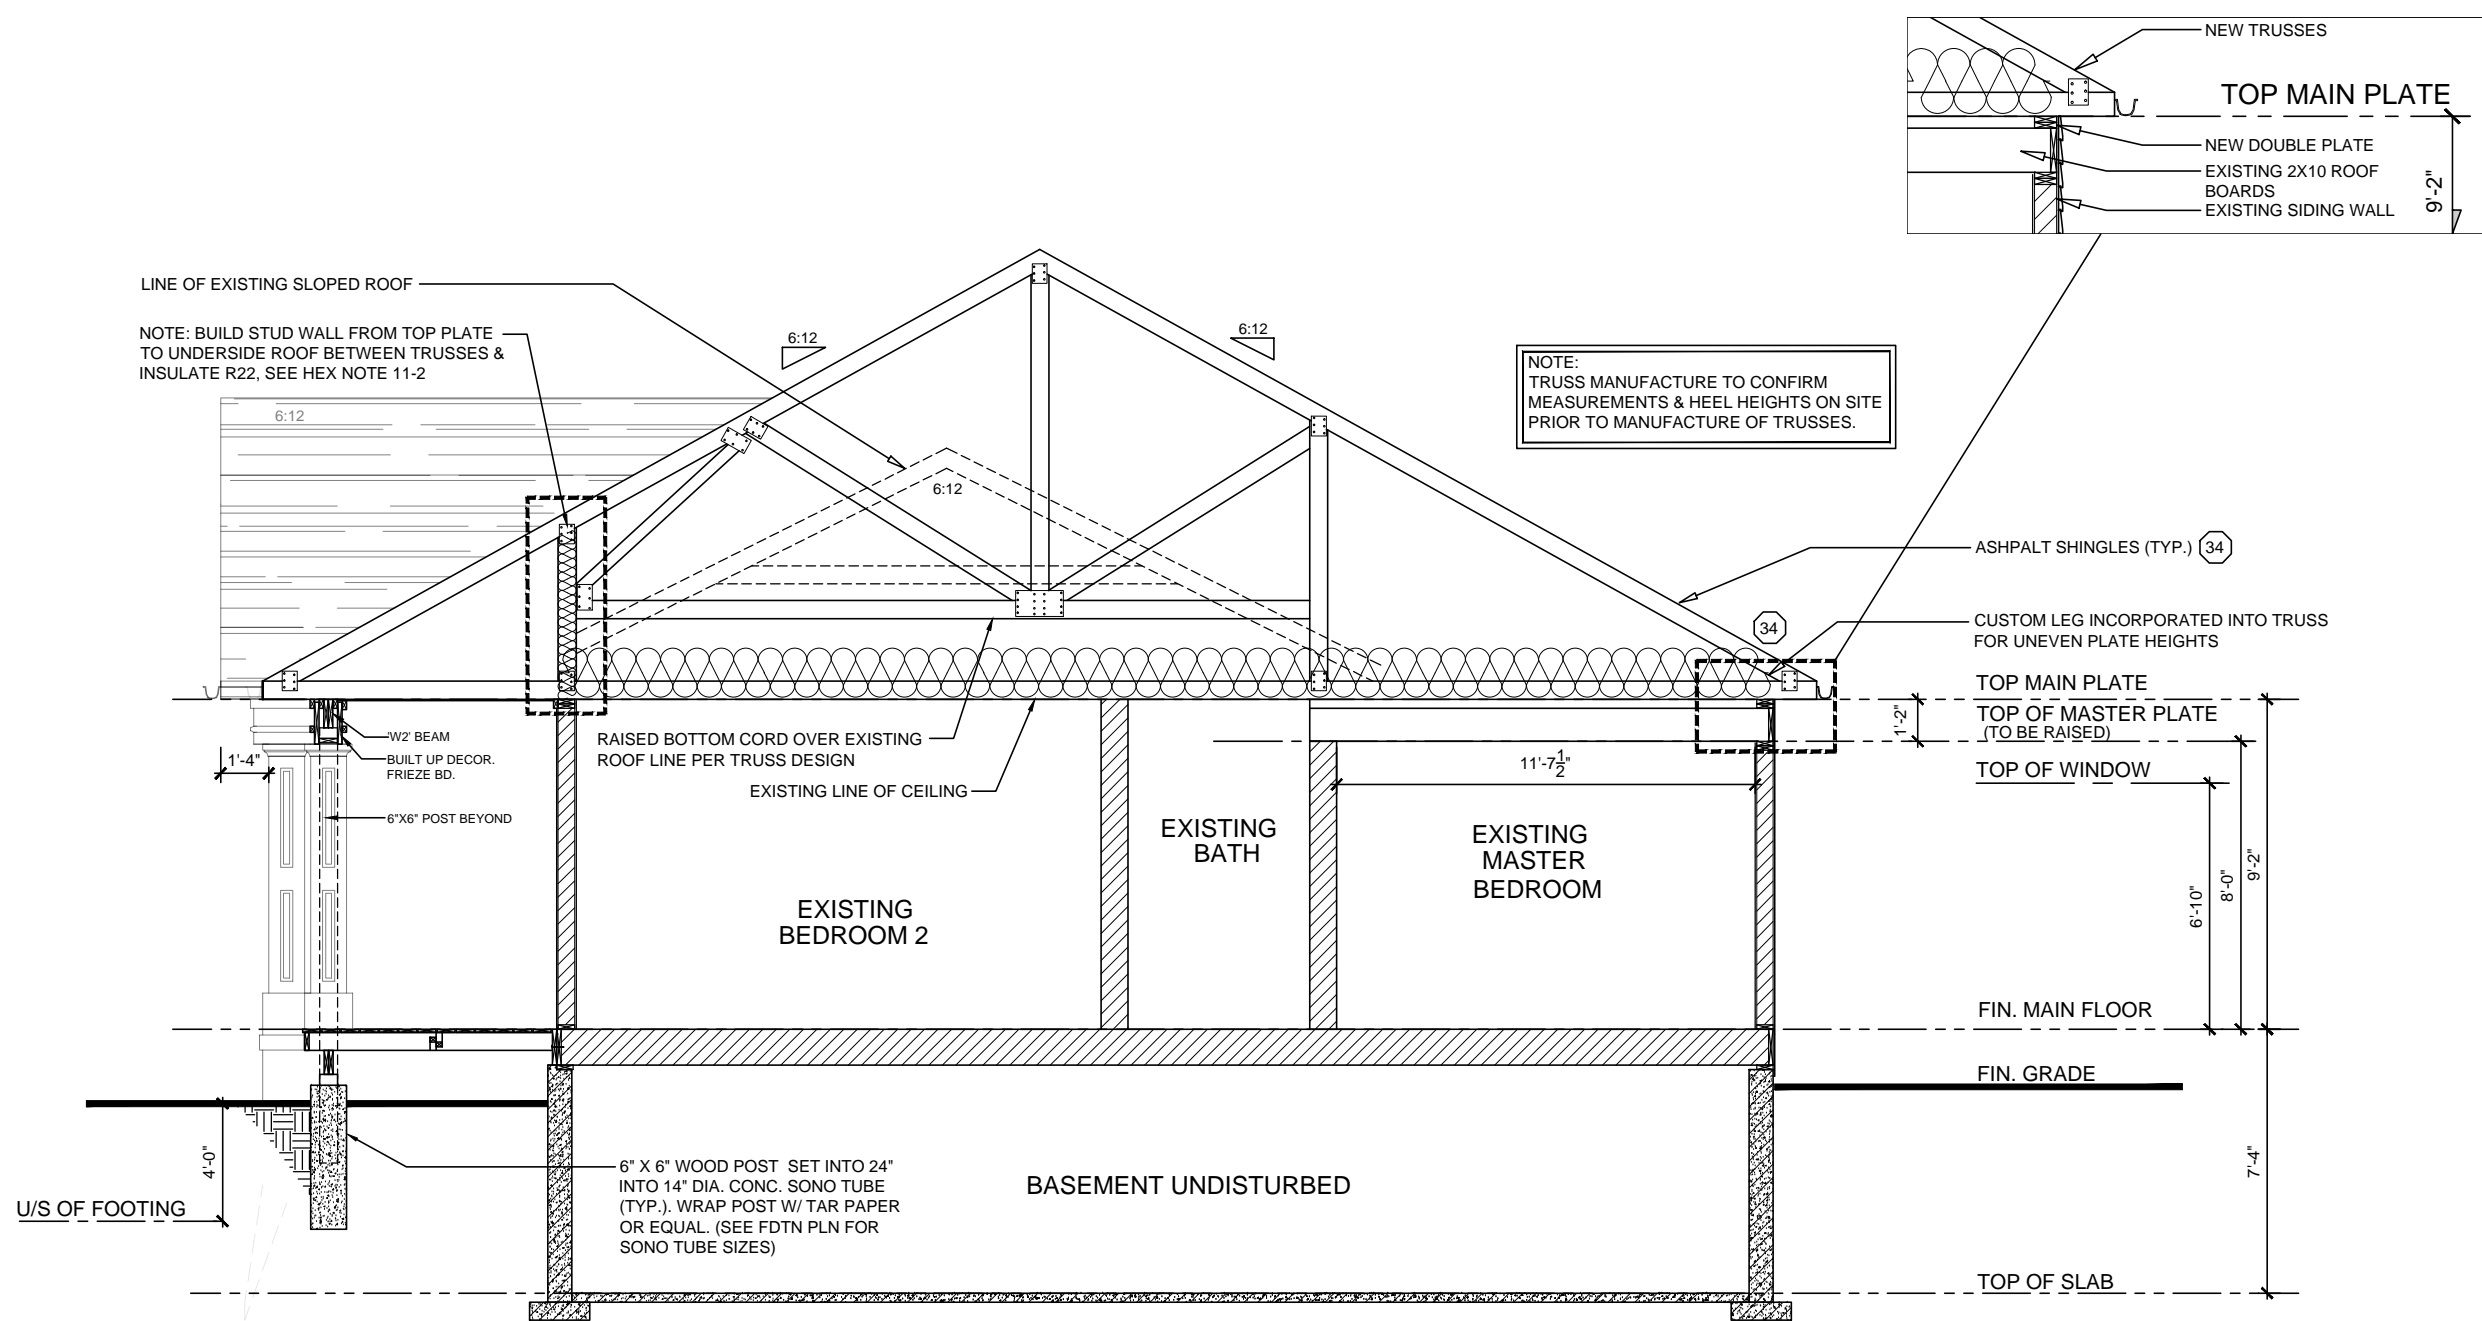 NEW TRUSSES
TOP MAIN PLATE
NEW DOUBLE PLATE
EXISTING 2X10 ROOF
BOARDS
EXISTING SIDING WALL
9'-2"
LINE OF EXISTING SLOPED ROOF
NOTE: BUILD STUD WALL FROM TOP PLATE
TO UNDERSIDE ROOF BETWEEN TRUSSES &
INSULATE R22, SEE HEX NOTE 11-2
6:12
6:12
6:12
6:12
NOTE:
TRUSS MANUFACTURE TO CONFIRM
MEASUREMENTS & HEEL HEIGHTS ON SITE
PRIOR TO MANUFACTURE OF TRUSSES.
ASHPALT SHINGLES (TYP.) 34
34
CUSTOM LEG INCORPORATED INTO TRUSS
FOR UNEVEN PLATE HEIGHTS
TOP MAIN PLATE
1'-2"
TOP OF MASTER PLATE
(TO BE RAISED)
TOP OF WINDOW
'W2' BEAM
BUILT UP DECOR.
FRIEZE BD.
1'-4"
6"X6" POST BEYOND
RAISED BOTTOM CORD OVER EXISTING
ROOF LINE PER TRUSS DESIGN
EXISTING LINE OF CEILING
11'-7 1/2"
EXISTING
BATH
EXISTING
MASTER
BEDROOM
EXISTING
BEDROOM 2
6'-10"
8'-0"
9'-2"
FIN. MAIN FLOOR
FIN. GRADE
4'-0"
U/S OF FOOTING
6" X 6" WOOD POST SET INTO 24"
INTO 14" DIA. CONC. SONO TUBE
(TYP.). WRAP POST W/ TAR PAPER
OR EQUAL. (SEE FDTN PLN FOR
SONO TUBE SIZES)
BASEMENT UNDISTURBED
7'-4"
TOP OF SLAB